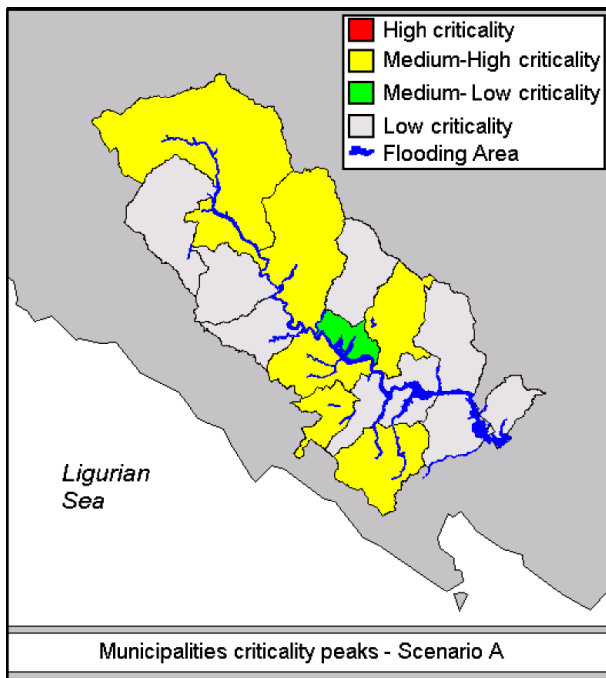 High criticality
Medium-High criticality
Medium- Low criticality
Low criticality
Flooding Area
Ligurian
Sea
Municipalities criticality peaks - Scenario A